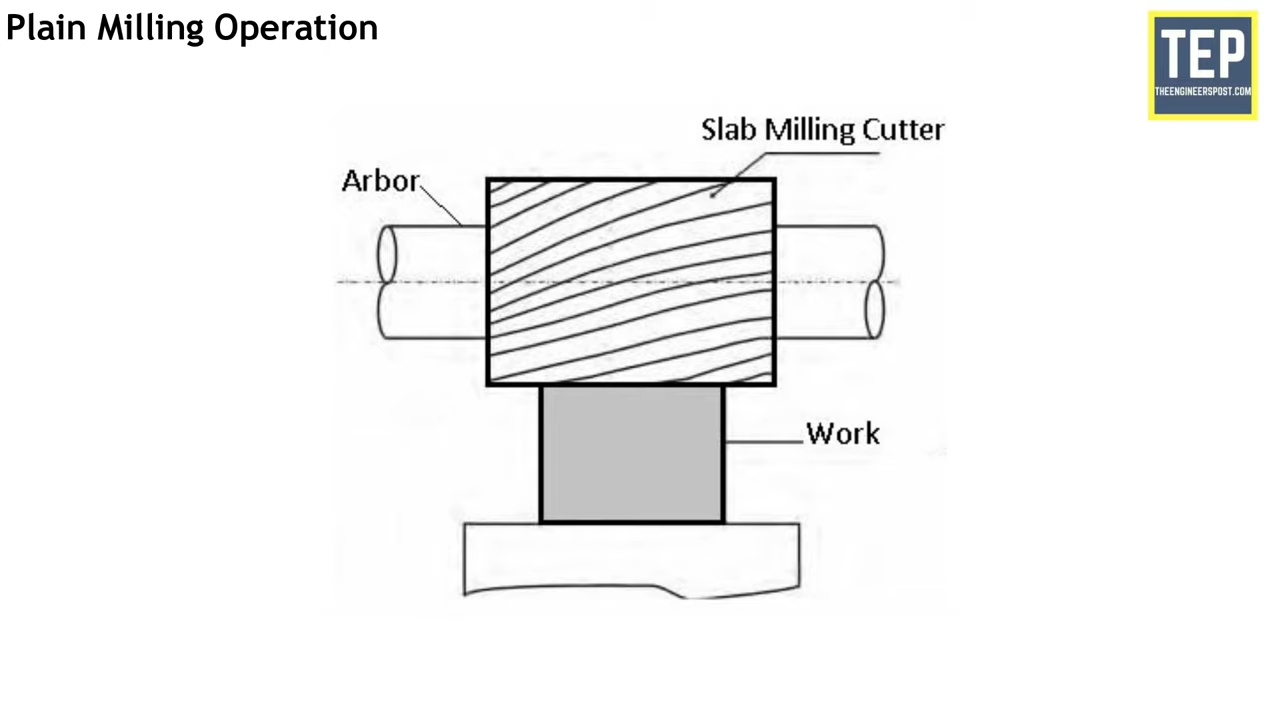 Plain Milling Operation
TEP
THEENGINEERSPOST.COM
Slab Milling Cutter
Arbor
Work